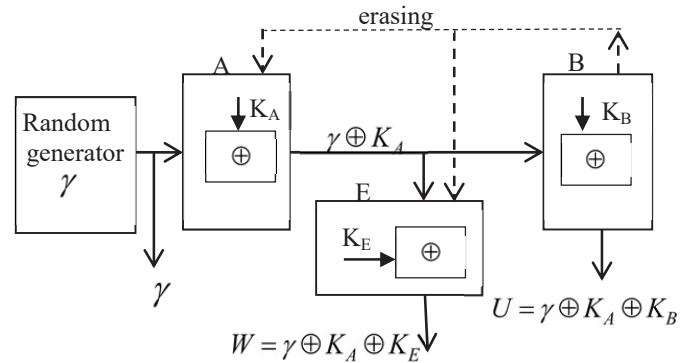 erasing
A
B
K_A
K_B
Random
generator
γ
⊕
γ ⊕ K_A
⊕
E
K_E
⊕
γ
U = γ ⊕ K_A ⊕ K_B
W = γ ⊕ K_A ⊕ K_E